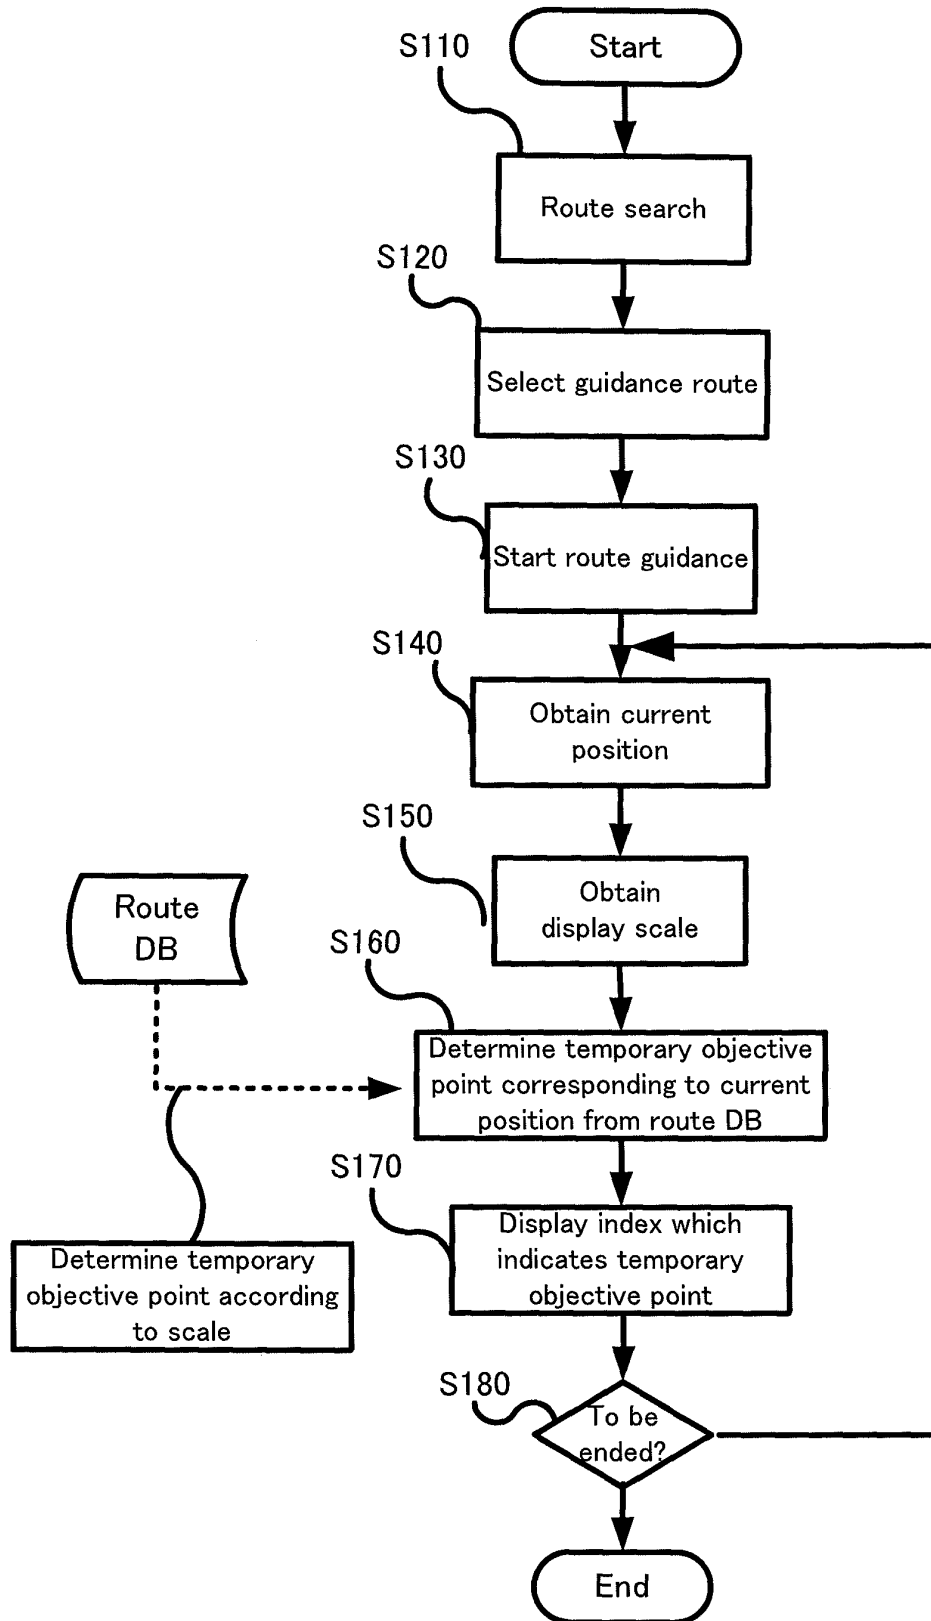 Start
S110
Route search
S120
Select guidance route
S130
Start route guidance
S140
Obtain current
position
S150
Obtain
display scale
Route
DB
S160
Determine temporary objective
point corresponding to current
position from route DB
S170
Display index which
indicates temporary
objective point
Determine temporary
objective point according
to scale
S180
To be
ended?
End